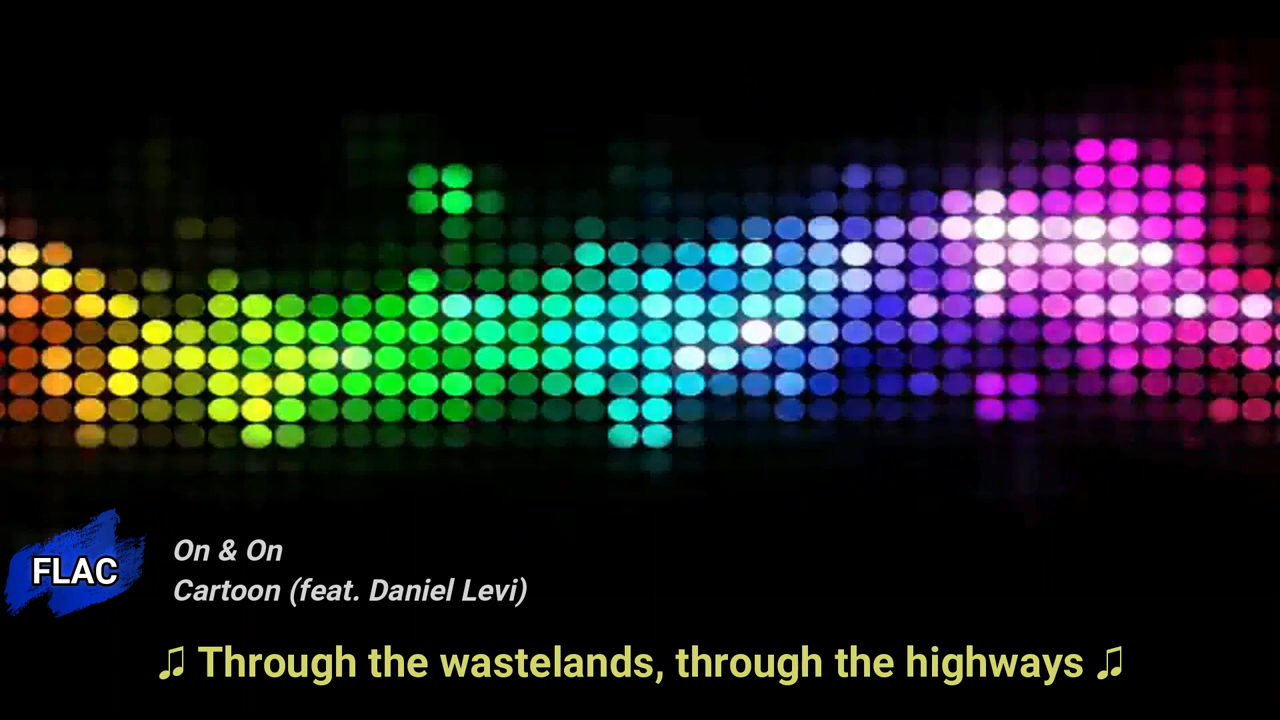 FLAC
On & On
Cartoon (feat. Daniel Levi)
♫ Through the wastelands, through the highways ♫